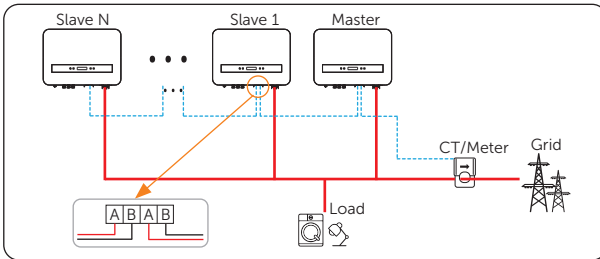 Slave N
Slave 1
Master
CT/Meter
Grid
A B A B
Load